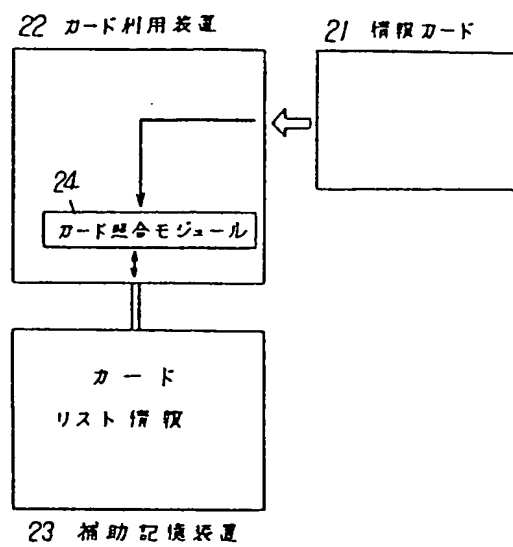 22 カード利用装置
21 情報カード
24
カード照合モジュール
カード
リスト情報
23 補助記憶装置